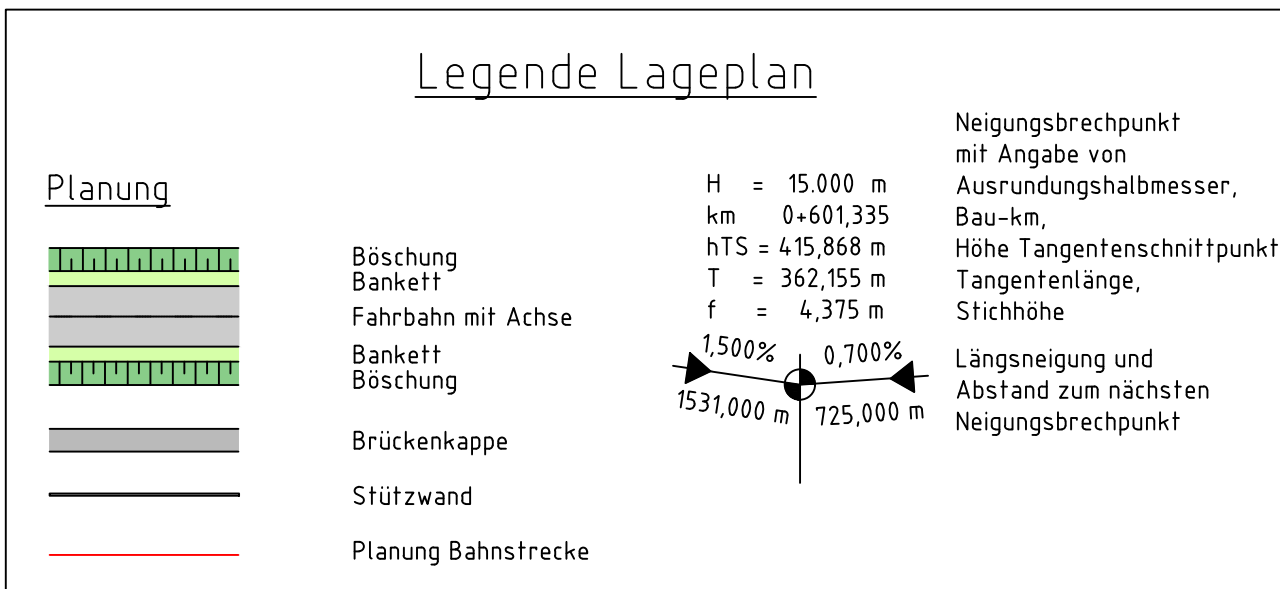 Legende Lageplan
Planung
Böschung
Bankett
Fahrbahn mit Achse
Bankett
Böschung
Brückenkappe
Stützwand
Planung Bahnstrecke
H = 15.000 m
km 0+601,335
hTS = 415,868 m
T = 362,155 m
f = 4,375 m
1,500% 0,700%
1531,000 m 725,000 m
Neigungsbrechpunkt
mit Angabe von
Ausrundungshalbmesser,
Bau-km,
Höhe Tangentenschnittpunkt
Tangentenlänge,
Stichhöhe
Längsneigung und
Abstand zum nächsten
Neigungsbrechpunkt